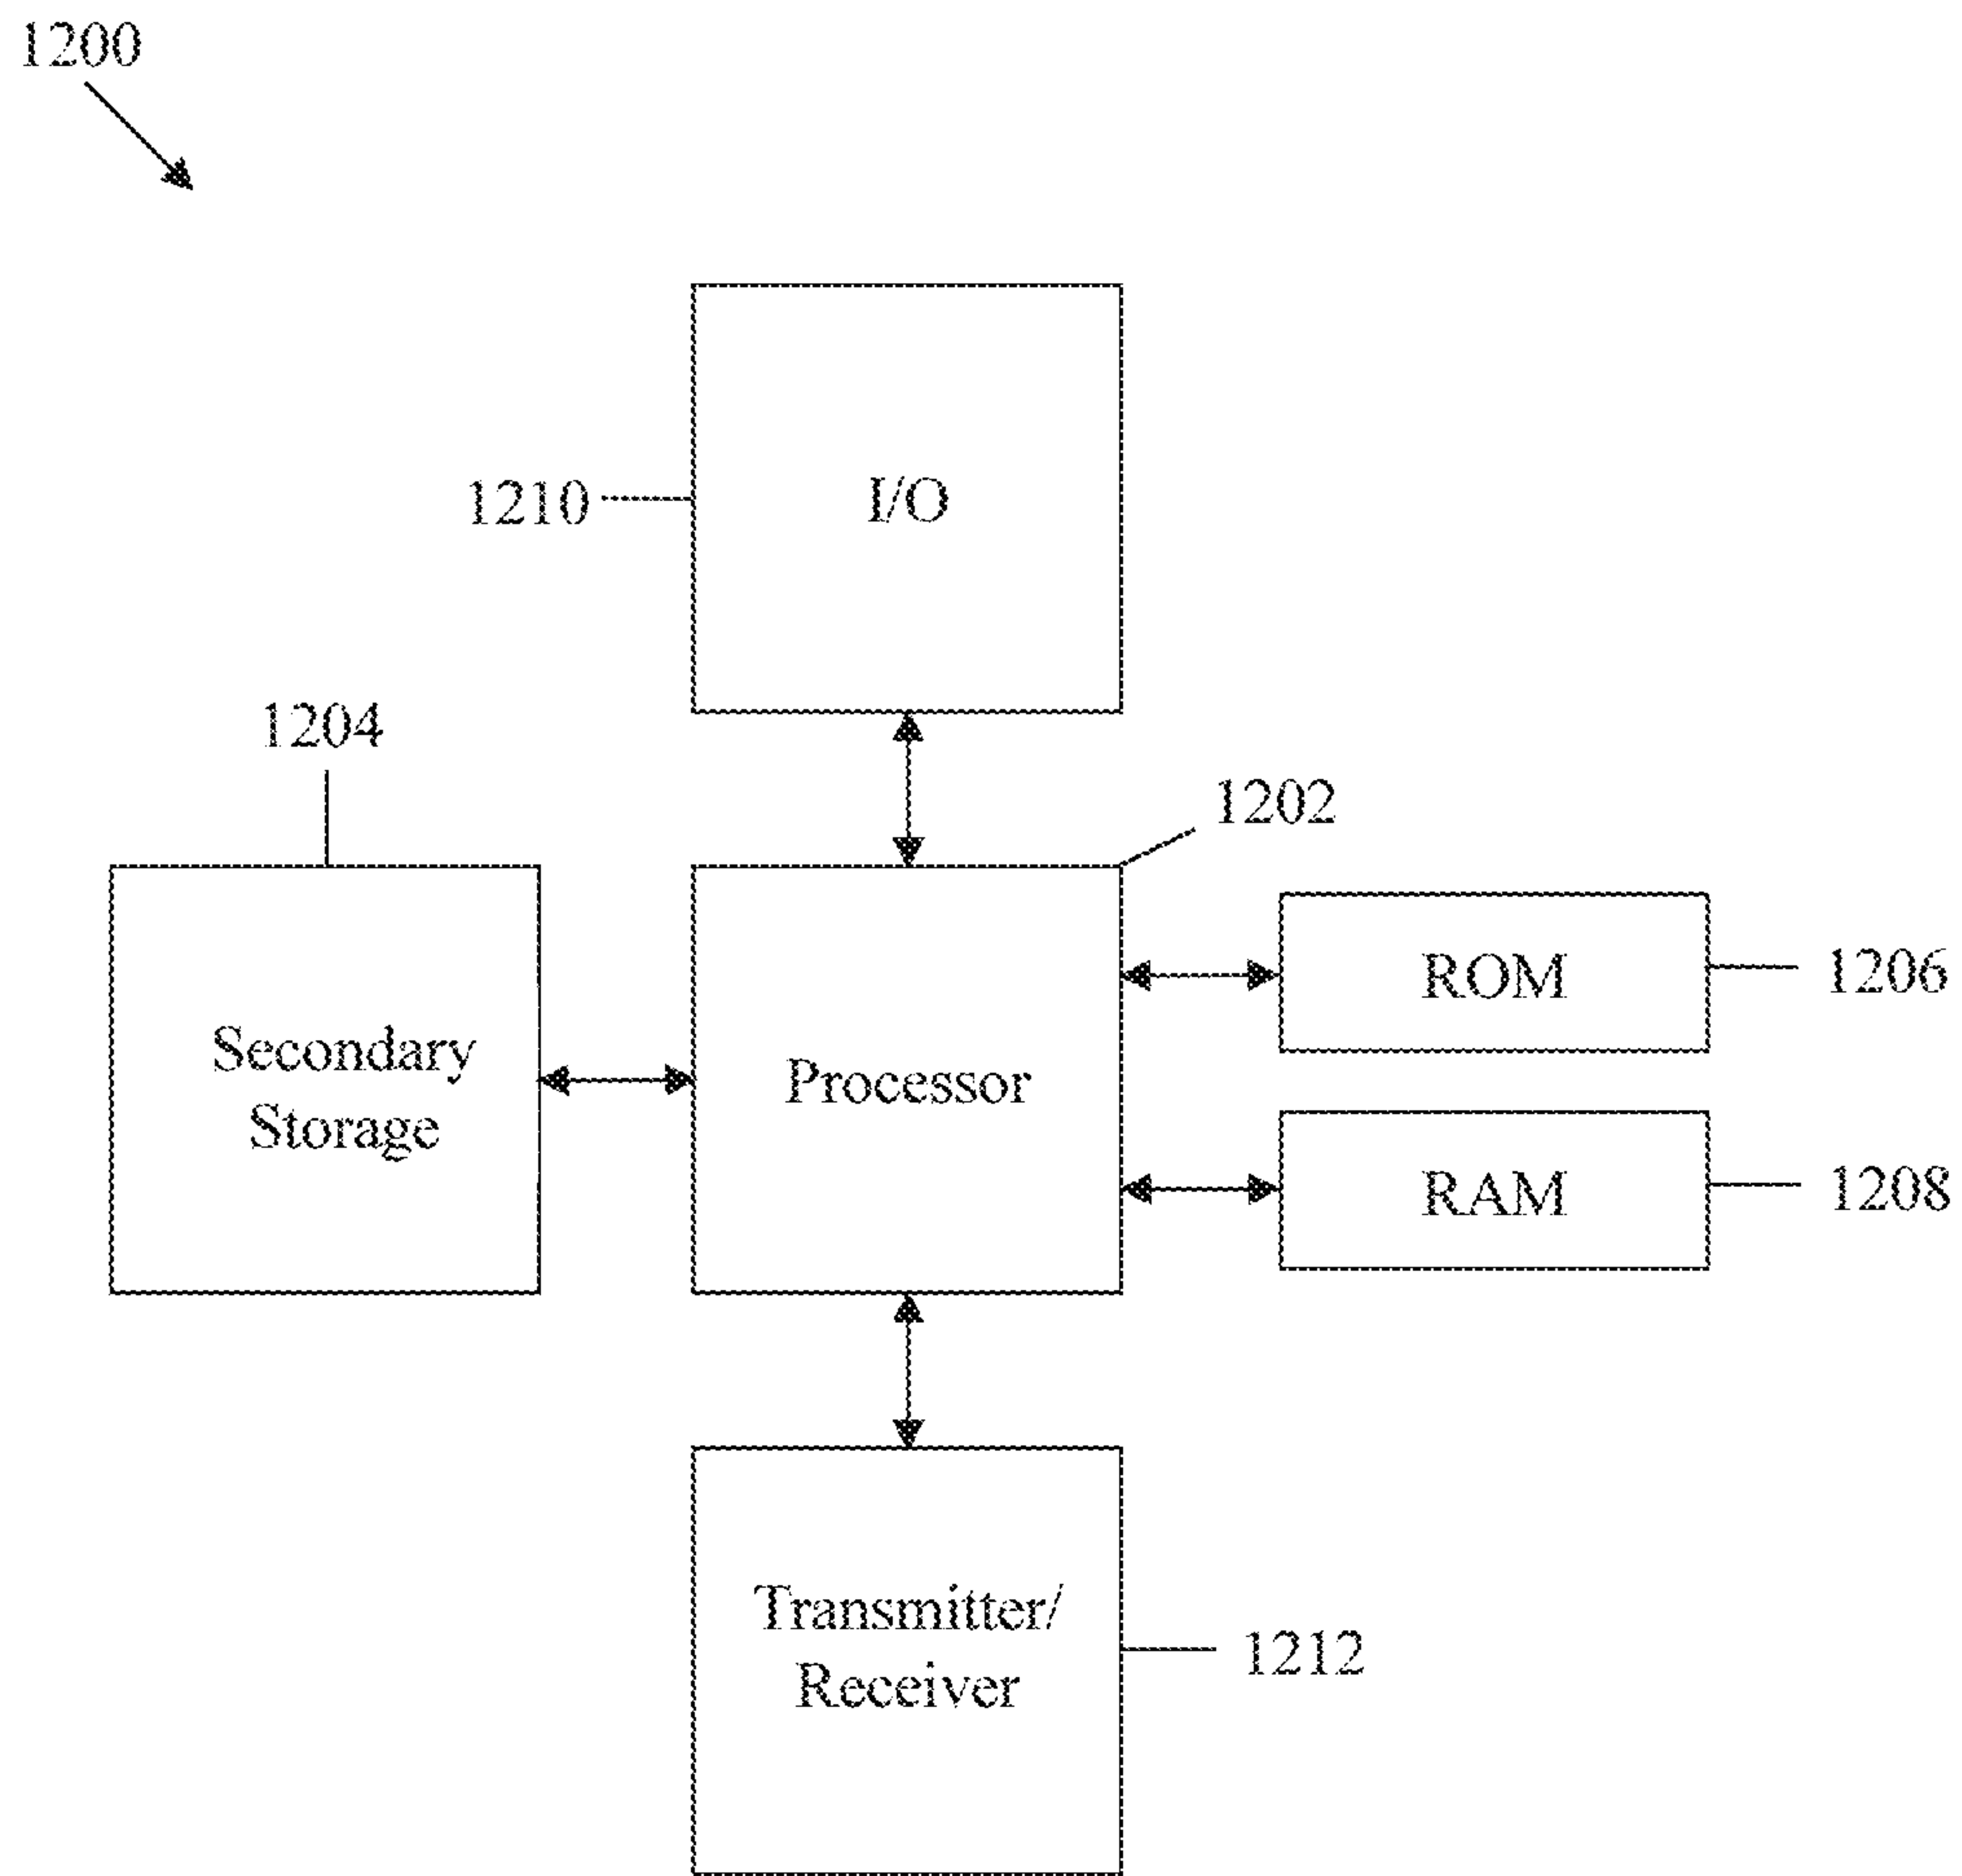 1200
I/O
1210
1204
1202
Secondary
Storage
Processor
ROM
1206
RAM
1208
Transmitter/
Receiver
1212